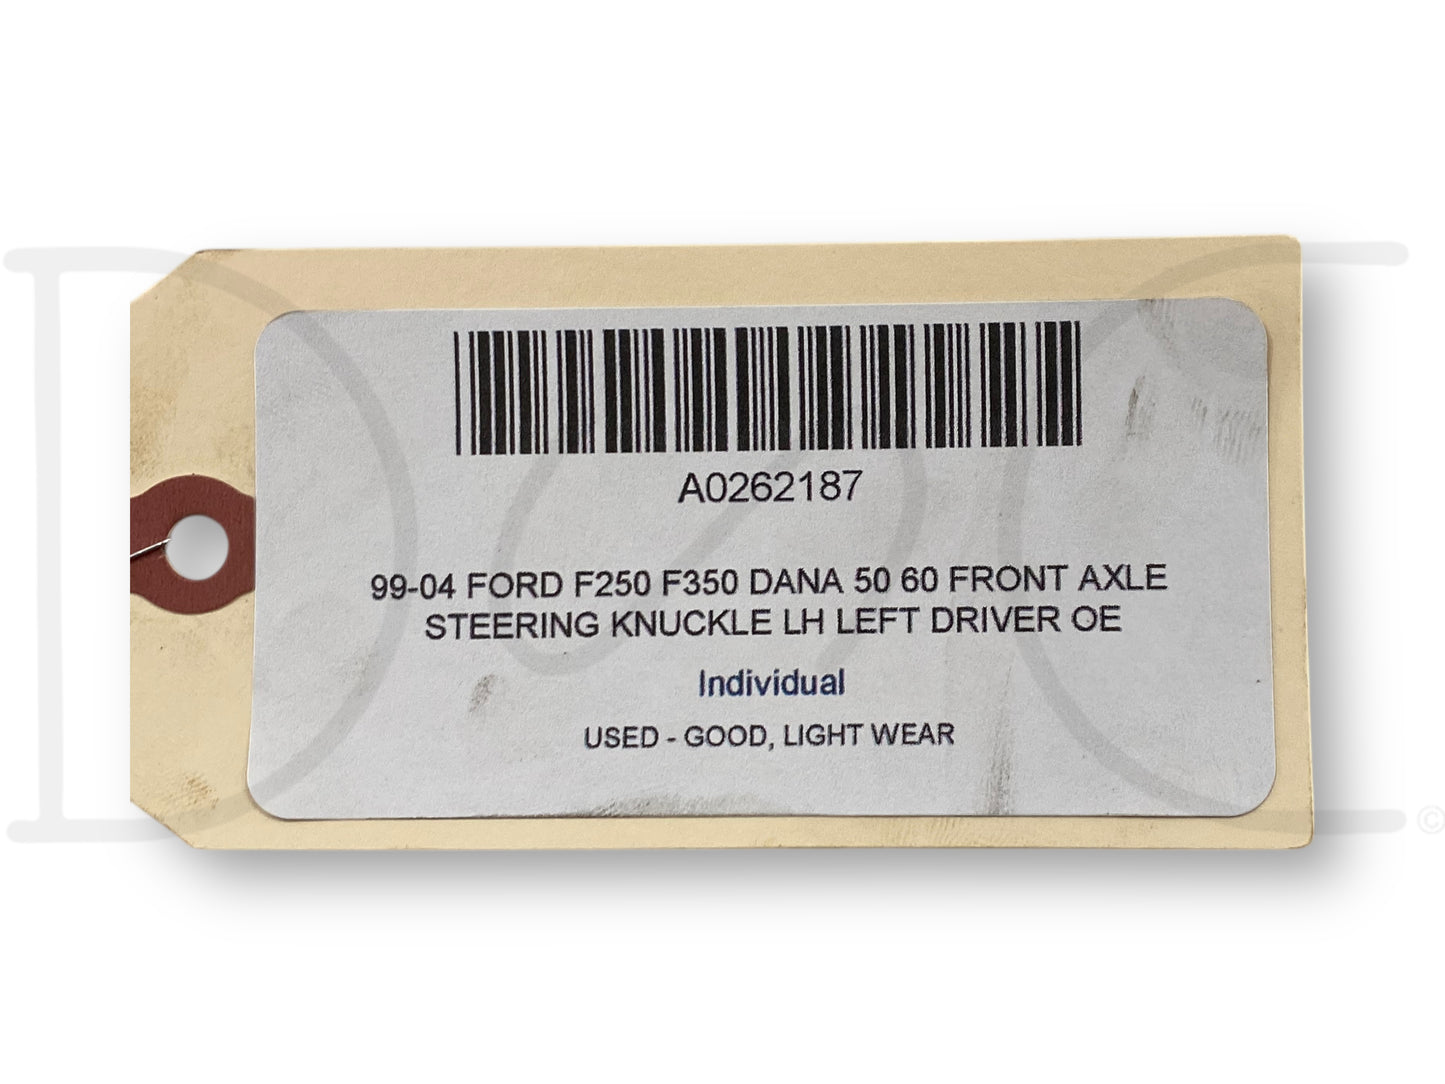 A0262187
99-04 FORD F250 F350 DANA 50 60 FRONT AXLE
STEERING KNUCKLE LH LEFT DRIVER OE
Individual
USED - GOOD, LIGHT WEAR
©